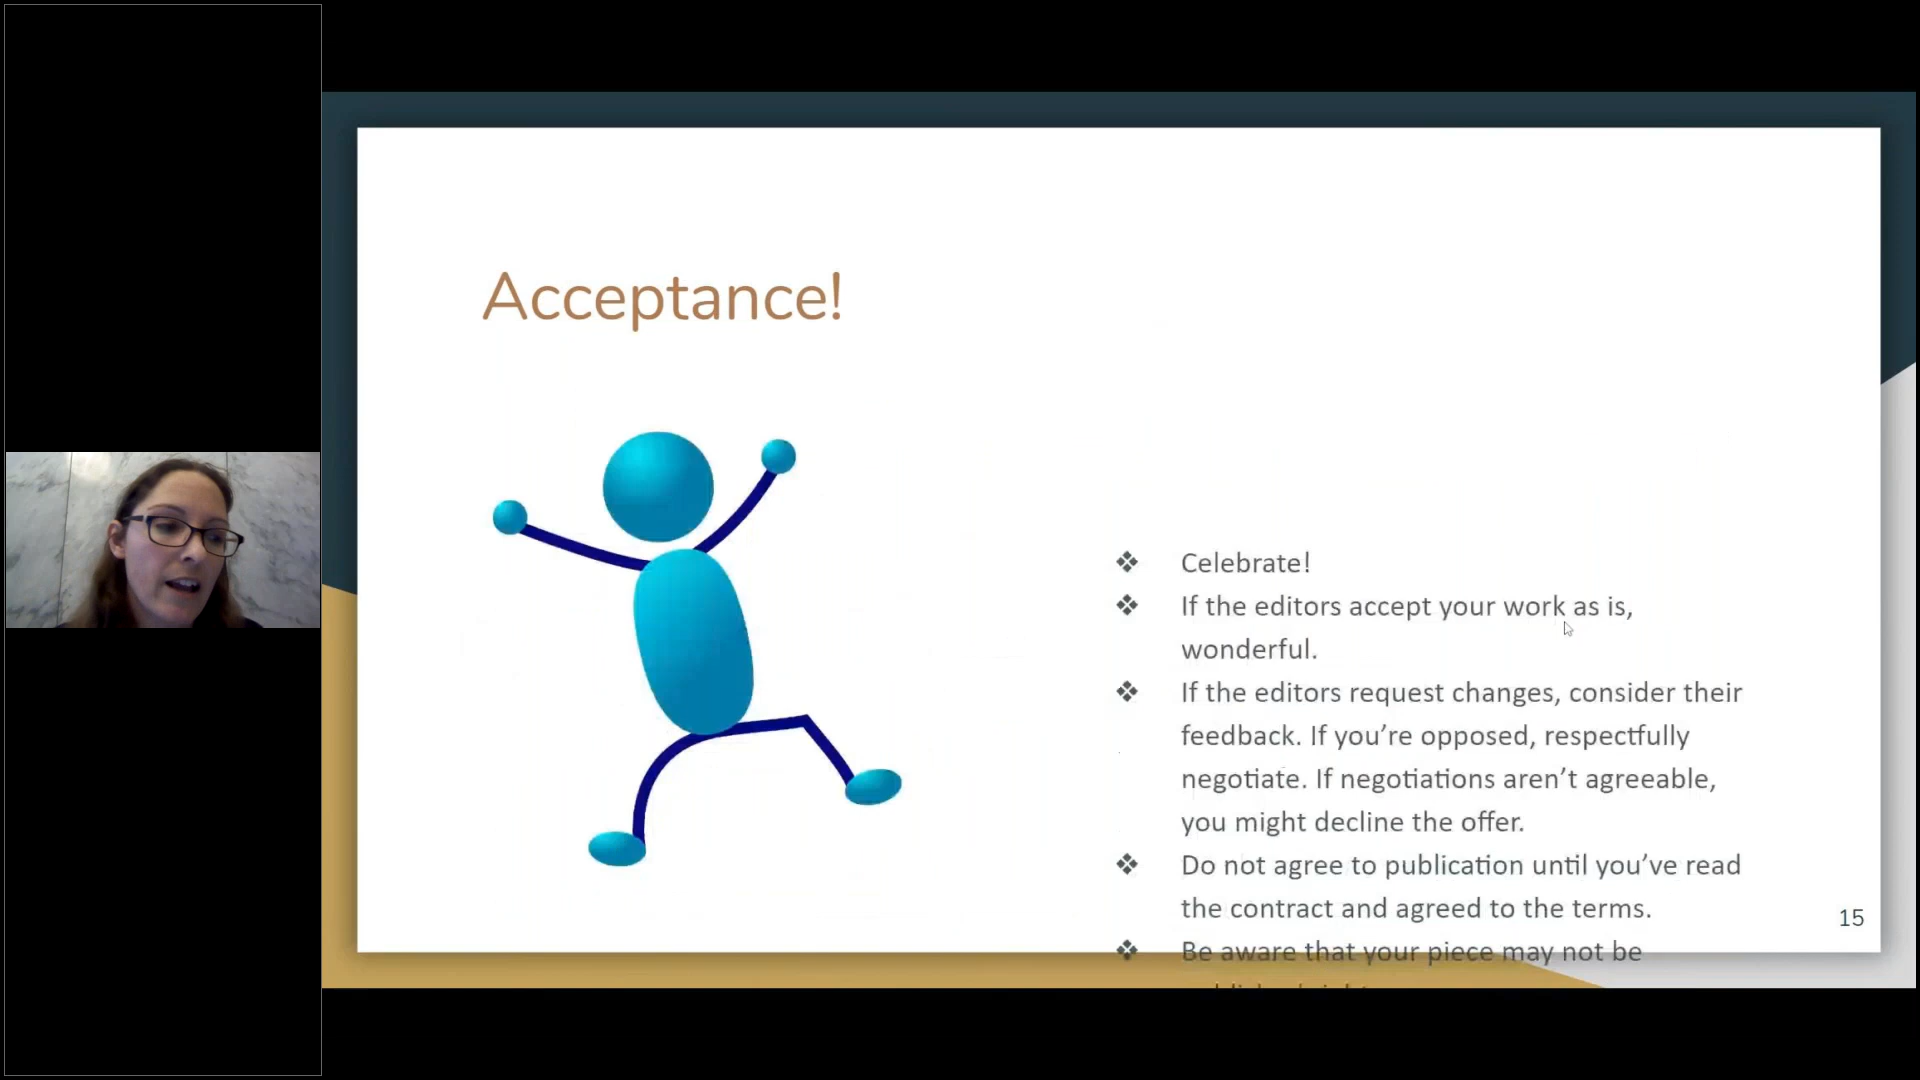 Acceptance!
❖ Celebrate!
❖ If the editors accept your work as is,
wonderful.
❖ If the editors request changes, consider their
feedback. If you’re opposed, respectfully
negotiate. If negotiations aren’t agreeable,
you might decline the offer.
❖ Do not agree to publication until you’ve read
the contract and agreed to the terms.
❖ Be aware that your piece may not be
15